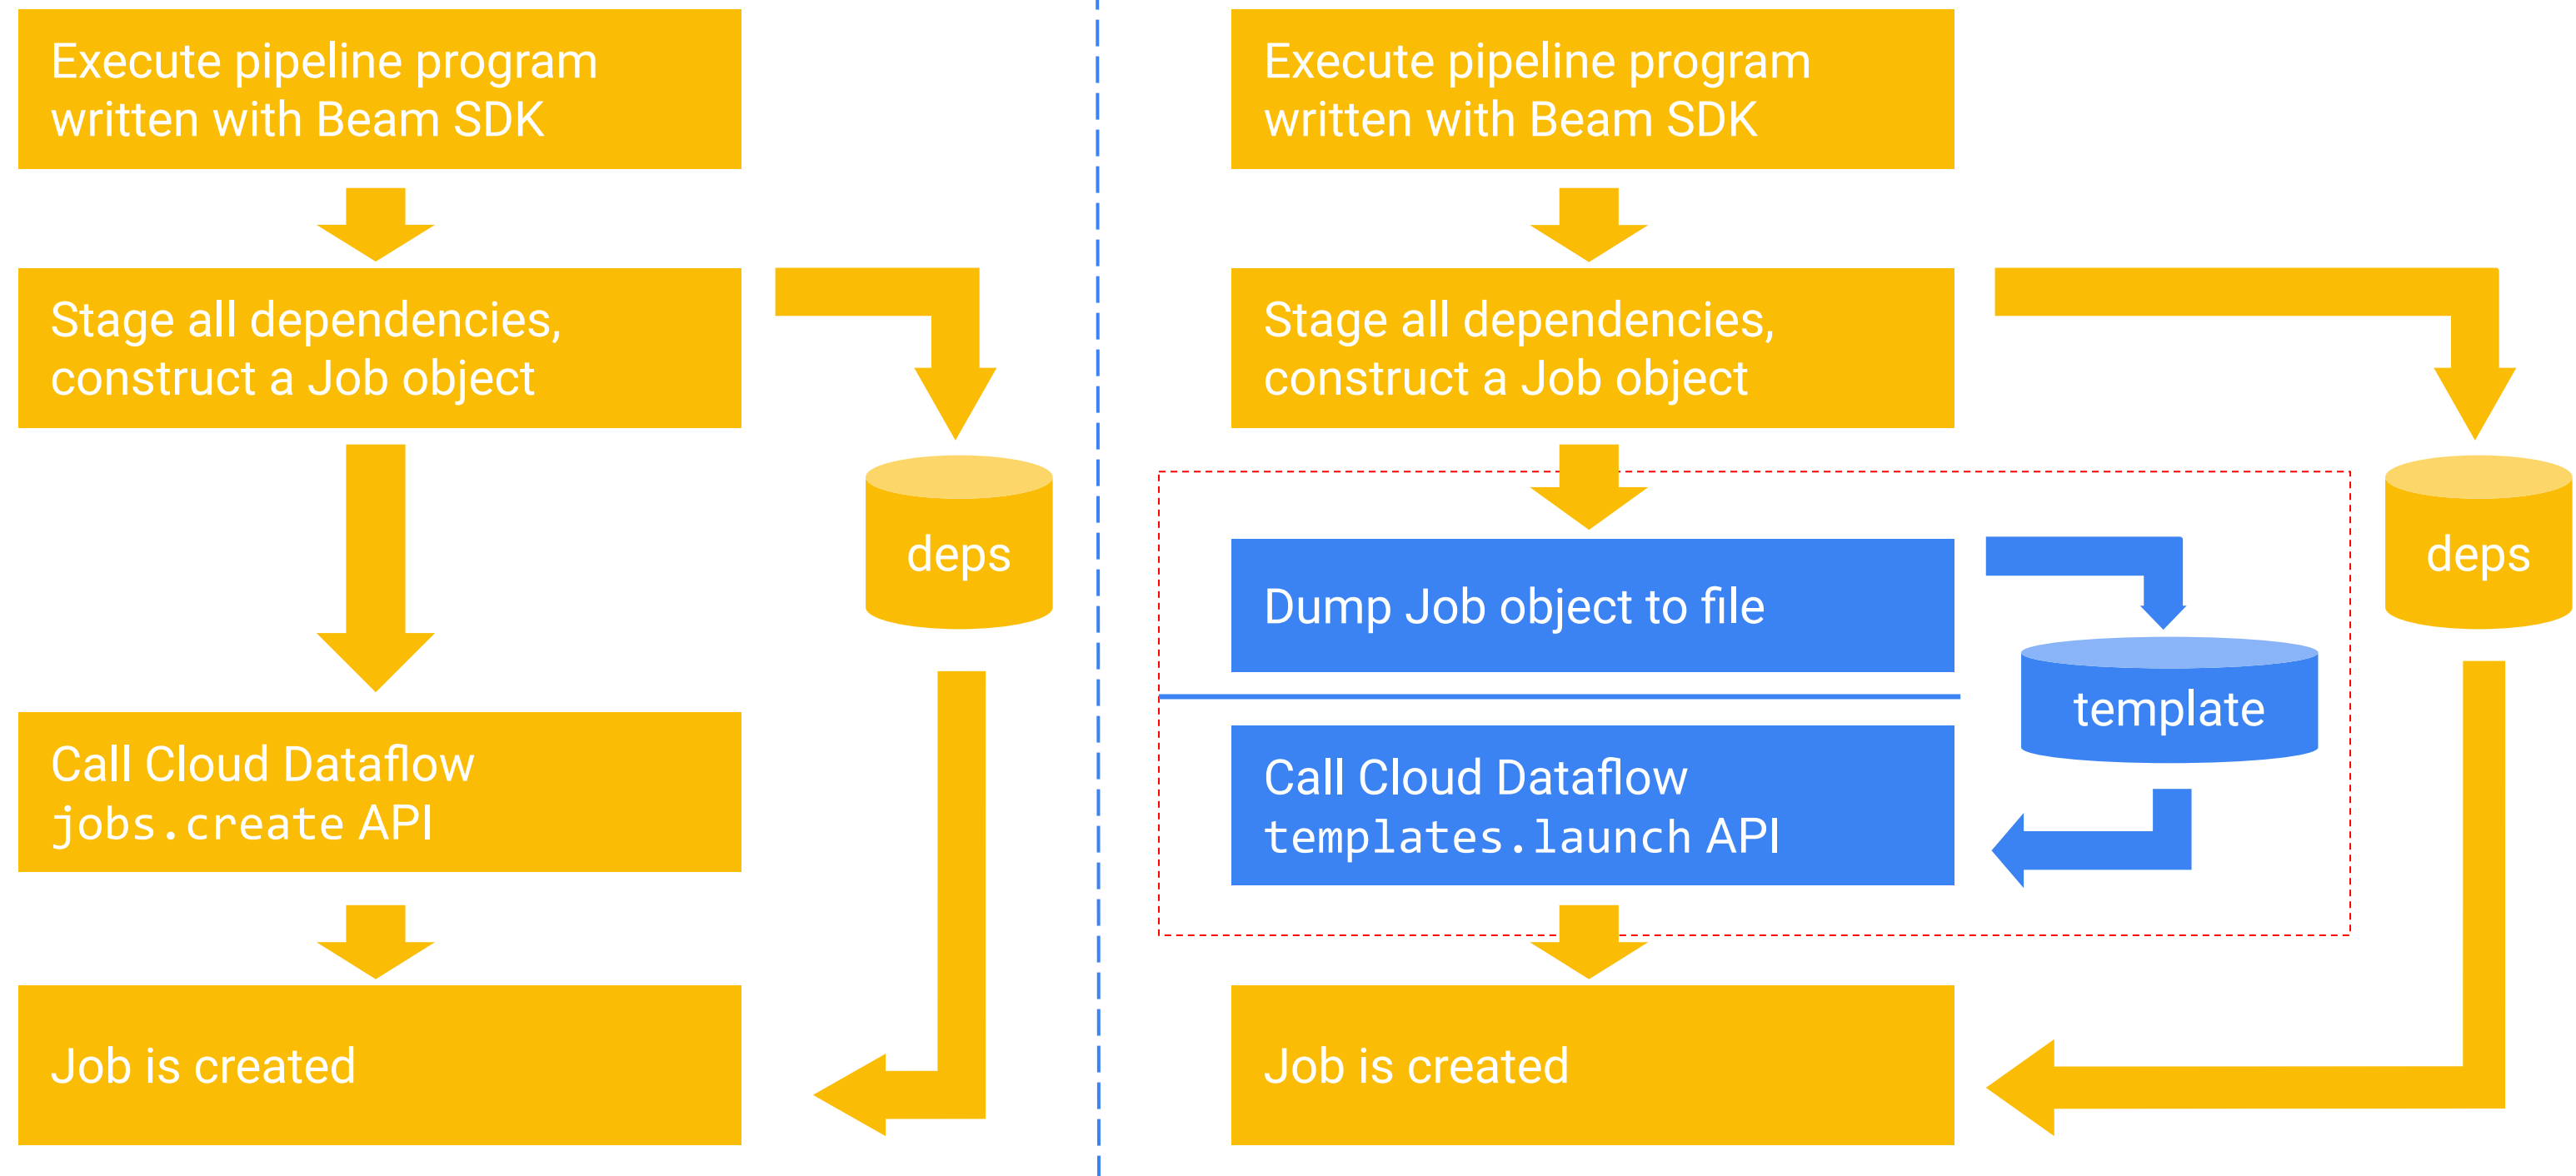 Execute pipeline program
written with Beam SDK
Stage all dependencies,
construct a Job object
deps
Call Cloud Dataflow
jobs.create API
Job is created
Execute pipeline program
written with Beam SDK
Stage all dependencies,
construct a Job object
deps
Dump Job object to file
template
Call Cloud Dataflow
templates.launch API
Job is created